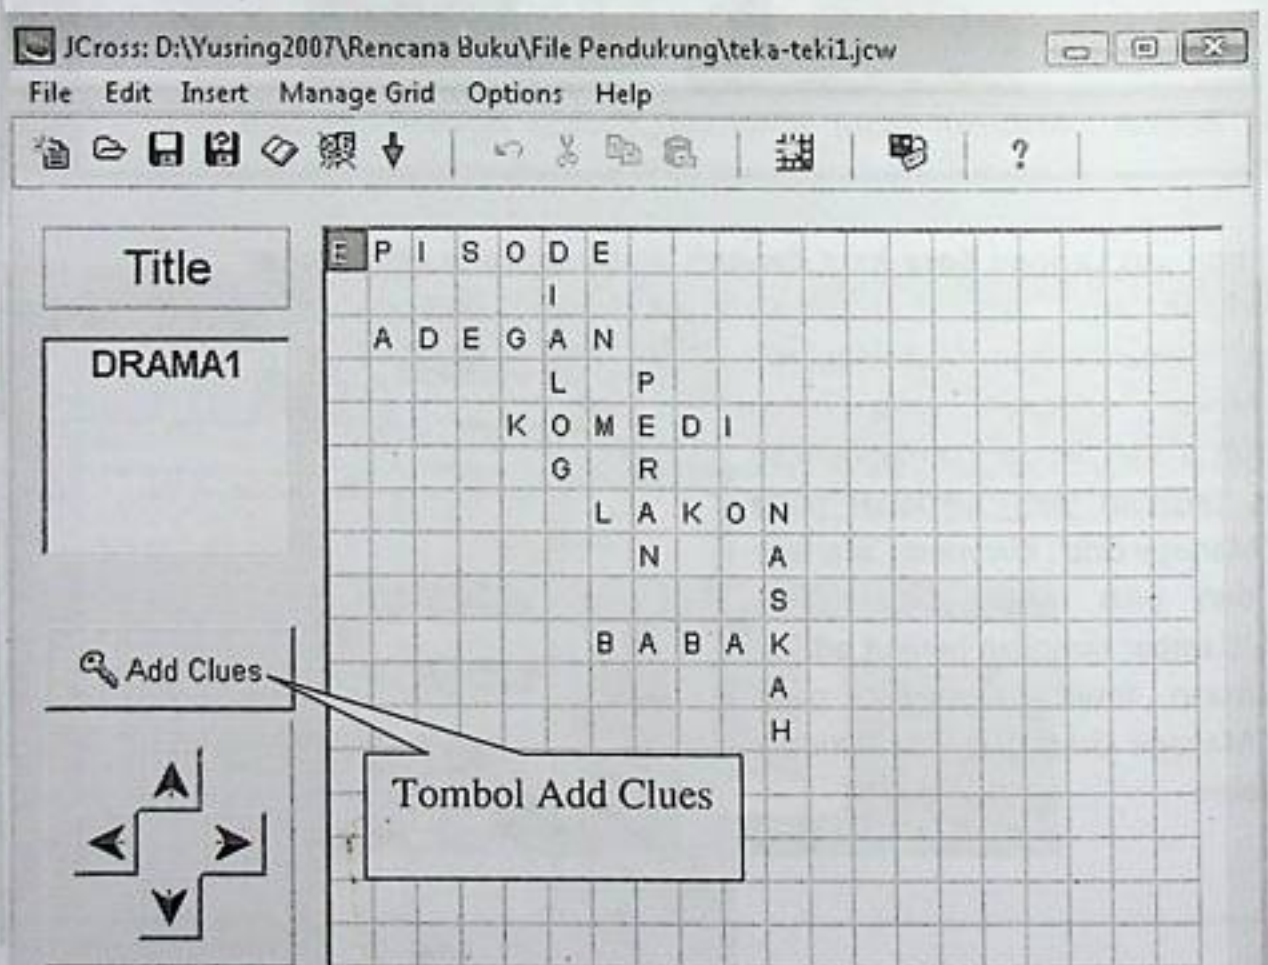 JCross: D:\Yusring2007\Rencana Buku\File Pendukung\teka-teki1.jcw
File Edit Insert Manage Grid Options Help
?
Title
DRAMA1
E P I S O D E
I
A D E G A N
L P
K O M E D I
G R
L A K O N
N A
S
B A B A K
A
H
Add Clues
Tombol Add Clues